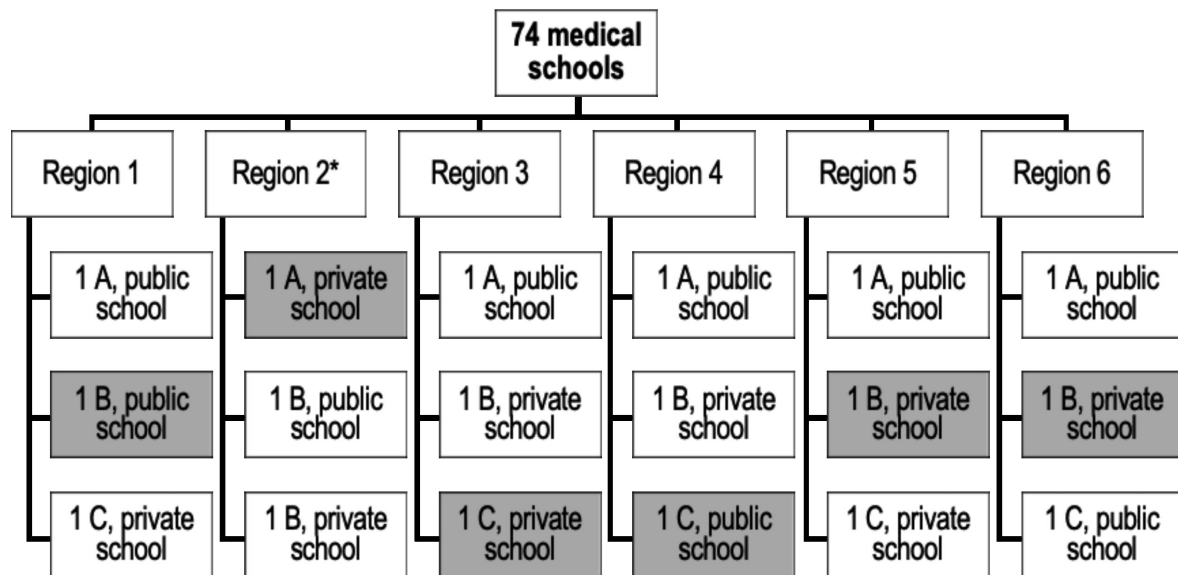 74 medical
schools
Region 1
Region 2*
Region 3
Region 4
Region 5
Region 6
1 A, public
school
1 A, private
school
1 A, public
school
1 A, public
school
1 A, public
school
1 A, public
school
1 B, public
school
1 B, public
school
1 B, private
school
1 B, private
school
1 B, private
school
1 B, private
school
1 C, private
school
1 B, private
school
1 C, private
school
1 C, public
school
1 C, private
school
1 C, public
school